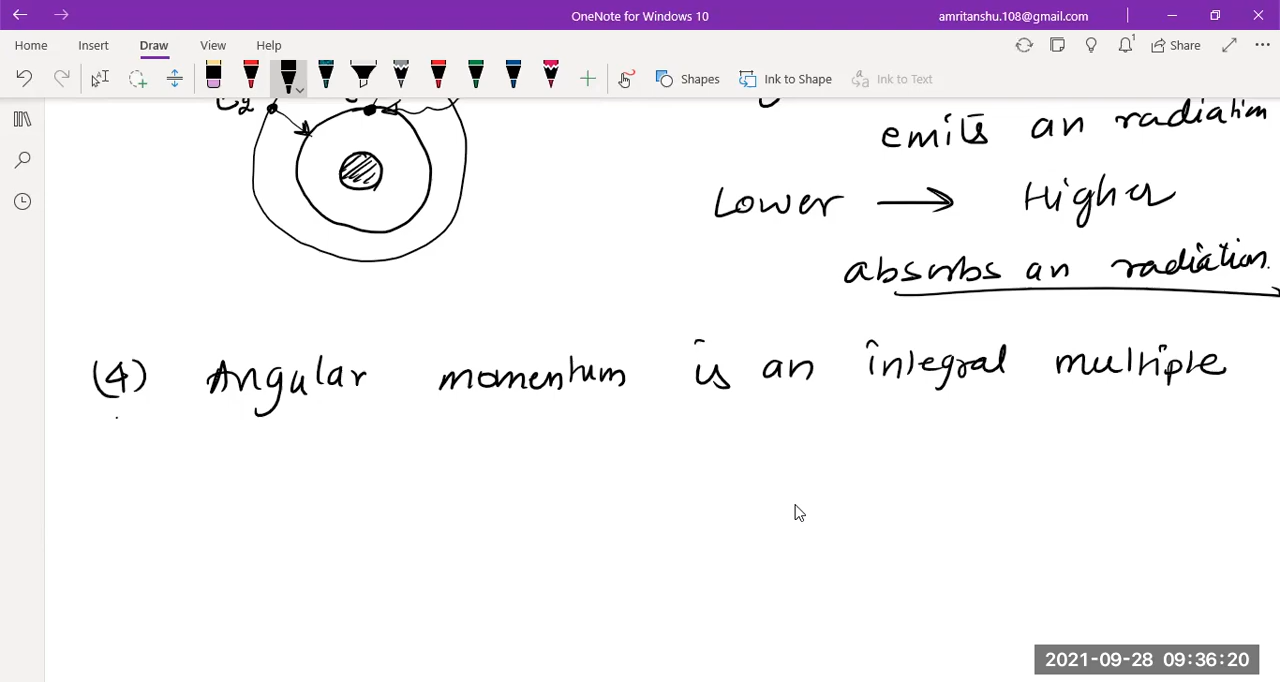 OneNote for Windows 10
amritanshu.108@gmail.com
Home Insert Draw View Help
Share
Shapes Ink to Shape Ink to Text
emits an radiation
Lower → Higher
absorbs an radiation.
(4) Angular momentum is an integral multiple
2021-09-28 09:36:20